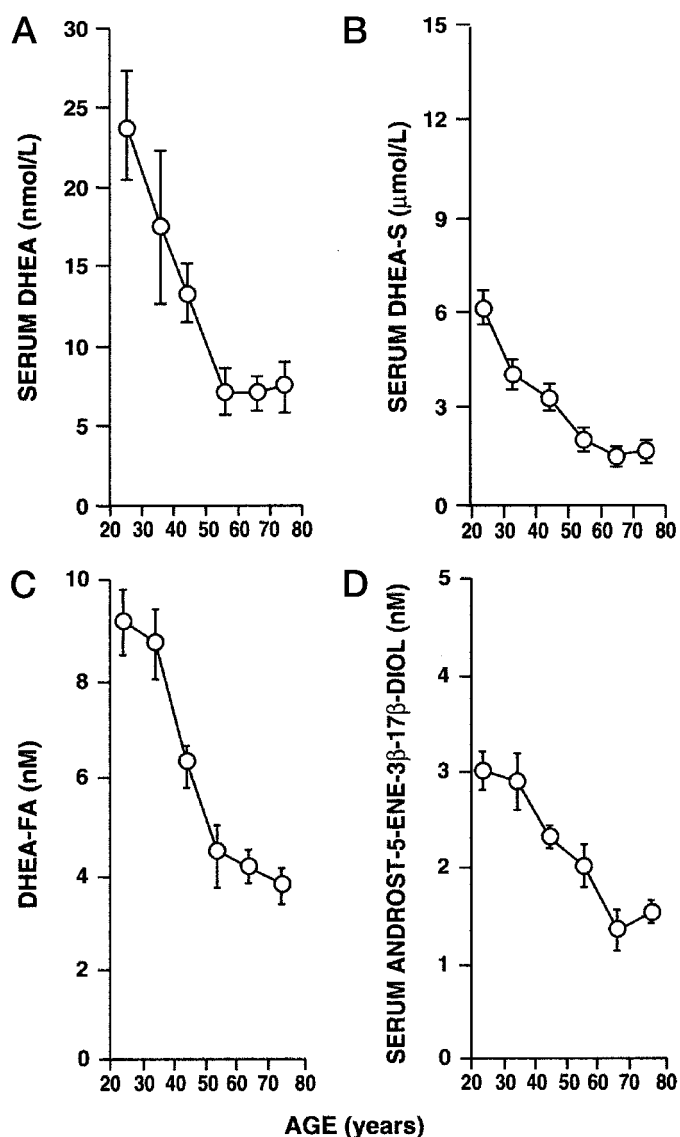 A
SERUM DHEA (nmol/L)
30
25
20
15
10
5
0
20 30 40 50 60 70 80
B
SERUM DHEA-S (µmol/L)
15
12
9
6
3
0
20 30 40 50 60 70 80
C
DHEA-FA (nM)
10
8
6
4
2
0
20 30 40 50 60 70 80
D
SERUM ANDROST-5-ENE-3β-17β-DIOL (nM)
5
4
3
2
1
0
20 30 40 50 60 70 80
AGE (years)